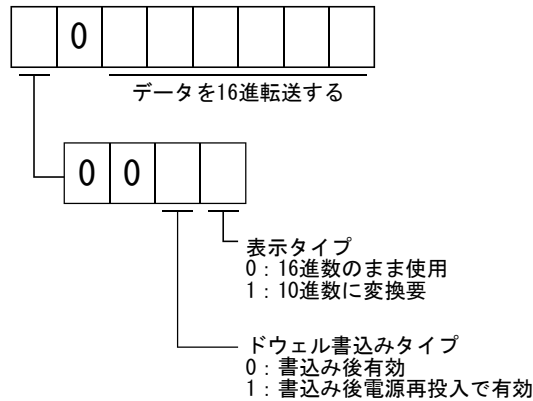 0
データを16進転送する
0 0
表示タイプ
0：16進数のまま使用
1：10進数に変換要
ドウェル書込みタイプ
0：書込み後有効
1：書込み後電源再投入で有効